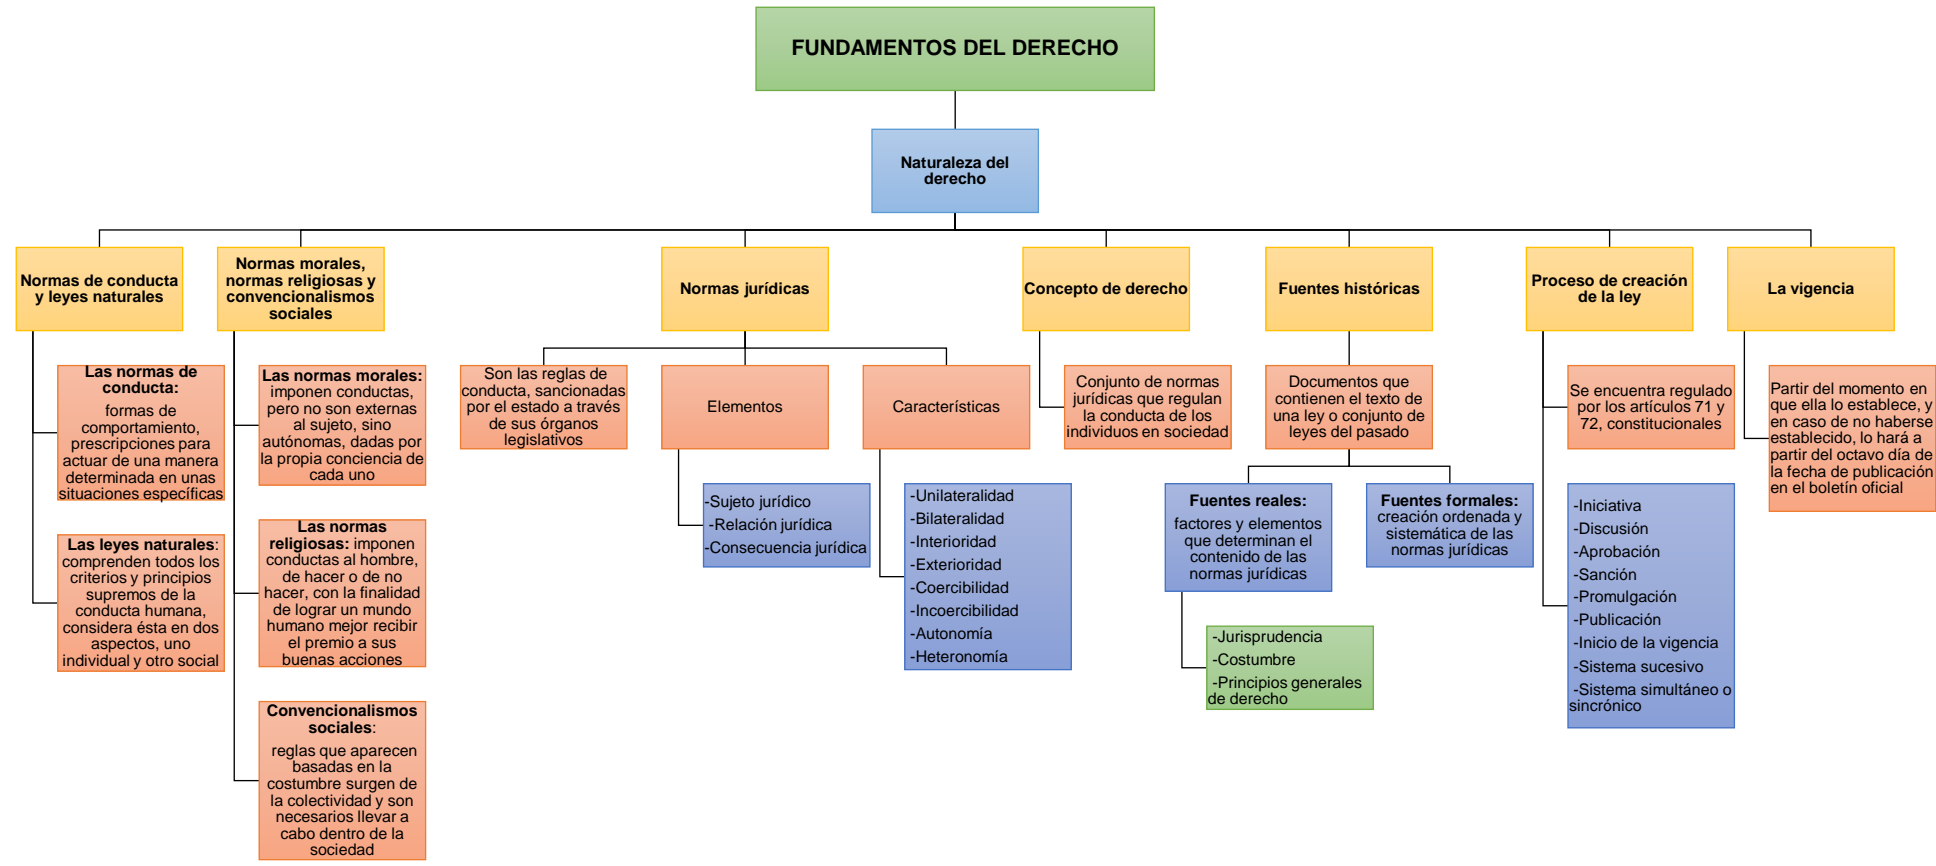 FUNDAMENTOS DEL DERECHO
Naturaleza del
derecho
Normas de conducta
y leyes naturales
Las normas de
conducta:
formas de
comportamiento,
prescripciones para
actuar de una manera
determinada en unas
situaciones específicas
Las leyes naturales:
comprenden todos los
criterios y principios
supremos de la
conducta humana,
considera ésta en dos
aspectos, uno
individual y otro social
Normas morales,
normas religiosas y
convencionalismos
sociales
Las normas morales:
imponen conductas,
pero no son externas
al sujeto, sino
autónomas, dadas por
la propia conciencia de
cada uno
Las normas
religiosas: imponen
conductas al hombre,
de hacer o de no
hacer, con la finalidad
de lograr un mundo
humano mejor recibir
el premio a sus
buenas acciones
Convencionalismos
sociales:
reglas que aparecen
basadas en la
costumbre surgen de
la colectividad y son
necesarios llevar a
cabo dentro de la
sociedad
Normas jurídicas
Son las reglas de
conducta, sancionadas
por el estado a través
de sus órganos
legislativos
Elementos
-Sujeto jurídico
-Relación jurídica
-Consecuencia jurídica
Características
-Unilateralidad
-Bilateralidad
-Interioridad
-Exterioridad
-Coercibilidad
-Incoercibilidad
-Autonomía
-Heteronomía
Concepto de derecho
Conjunto de normas
jurídicas que regulan
la conducta de los
individuos en sociedad
Fuentes históricas
Documentos que
contienen el texto de
una ley o conjunto de
leyes del pasado
Fuentes reales:
factores y elementos
que determinan el
contenido de las
normas jurídicas
-Jurisprudencia
-Costumbre
-Principios generales
de derecho
Fuentes formales:
creación ordenada y
sistemática de las
normas jurídicas
Proceso de creación
de la ley
Se encuentra regulado
por los artículos 71 y
72, constitucionales
-Iniciativa
-Discusión
-Aprobación
-Sanción
-Promulgación
-Publicación
-Inicio de la vigencia
-Sistema sucesivo
-Sistema simultáneo o
sincrónico
La vigencia
Partir del momento en
que ella lo establece, y
en caso de no haberse
establecido, lo hará a
partir del octavo día de
la fecha de publicación
en el boletín oficial